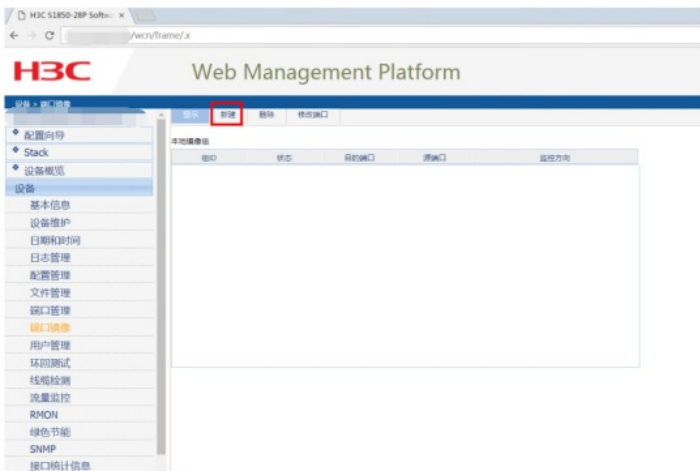 H3C S1850-28P Softw
/wcn/frame/.x
H3C
Web Management Platform
设备 > 端口镜像
显示 新建 删除 修改端口
配置向导
Stack
设备概览
设备
基本信息
设备维护
日期和时间
日志管理
配置管理
文件管理
端口管理
端口镜像
用户管理
环回测试
线缆检测
流量监控
RMON
绿色节能
SNMP
接口统计信息
本地镜像组
组ID 状态 目的端口 源端口 监控方向